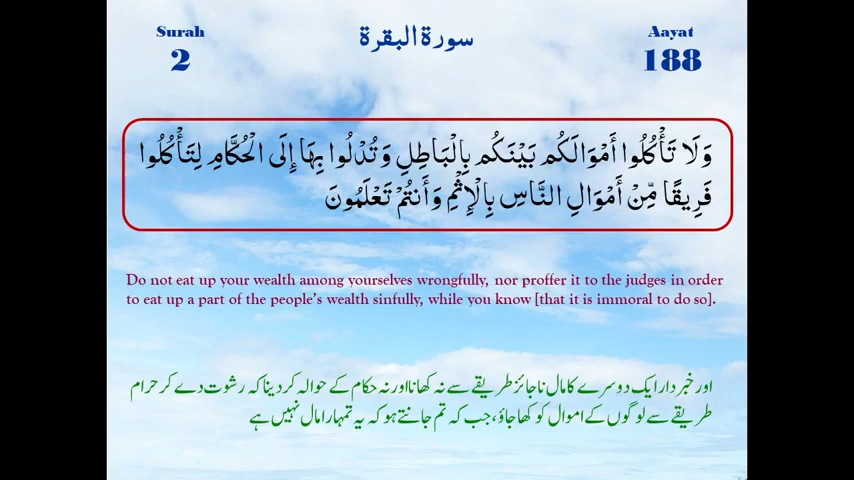 Surah
2
سورة البقرة
Aayat
188
وَلَا تَأْكُلُوا أَمْوَالَكُم بَيْنَكُم بِالْبَاطِلِ وَتُدْلُوا بِهَا إِلَى الْحُكَّامِ لِتَأْكُلُوا
فَرِيقًا مِّنْ أَمْوَالِ النَّاسِ بِالْإِثْمِ وَأَنتُمْ تَعْلَمُونَ
Do not eat up your wealth among yourselves wrongfully, nor proffer it to the judges in order
to eat up a part of the people’s wealth sinfully, while you know [that it is immoral to do so].
اور خبردار ایک دوسرے کا مال ناجائز طریقے سے نہ کھانا اور نہ حکام کے حوالہ کر دینا کہ رشوت دے کر حرام
طریقے سے لوگوں کے اموال کو کھا جاؤ، جب کہ تم جانتے ہو کہ یہ تمہارا مال نہیں ہے